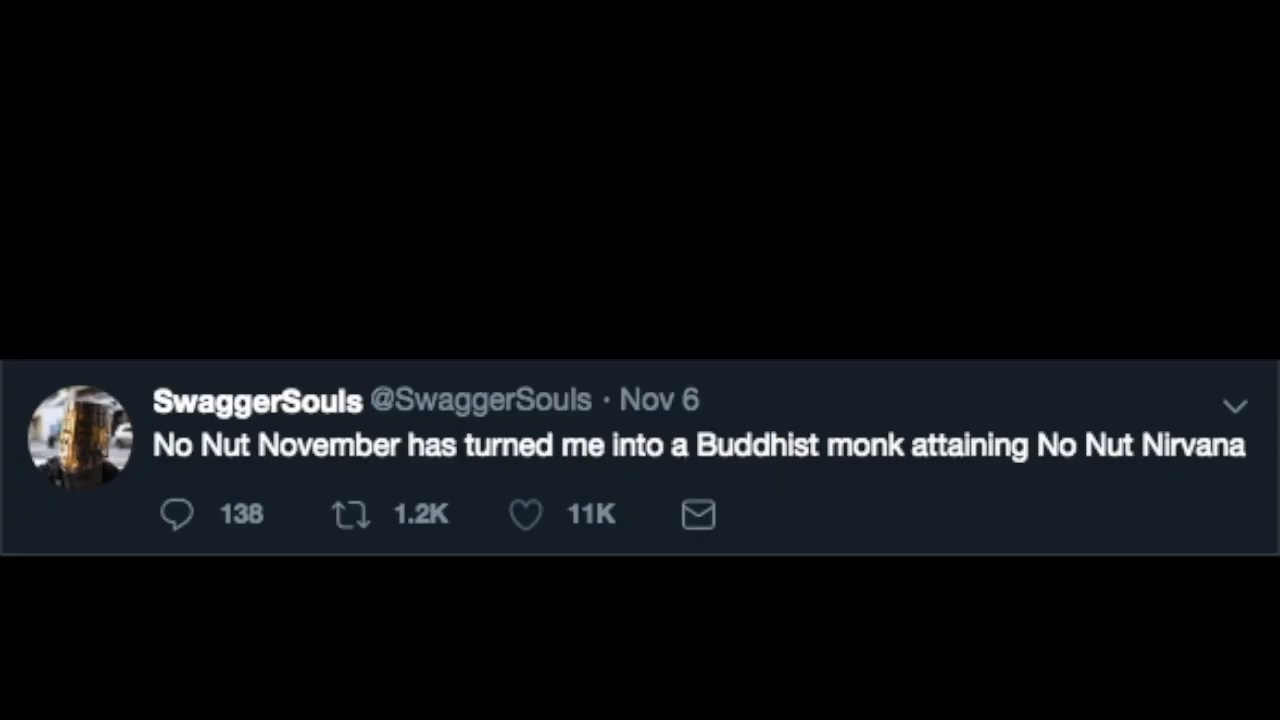 SwaggerSouls @SwaggerSouls · Nov 6
No Nut November has turned me into a Buddhist monk attaining No Nut Nirvana
138 1.2K 11K